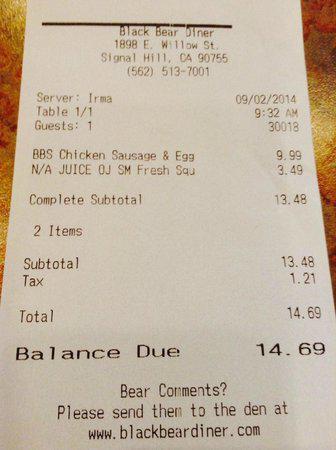 Black Bear Diner
1898 E. Willow St.
Signal Hill, CA 90755
(562) 513-7001
Server: Irma 09/02/2014
Table 1/1 9:32 AM
Guests: 1 30018
BBS Chicken Sausage & Egg 9.99
N/A JUICE OJ SM Fresh Squ 3.49
Complete Subtotal 13.48
2 Items
Subtotal 13.48
Tax 1.21
Total 14.69
Balance Due 14.69
Bear Comments?
Please send them to the den at
www.blackbeardiner.com